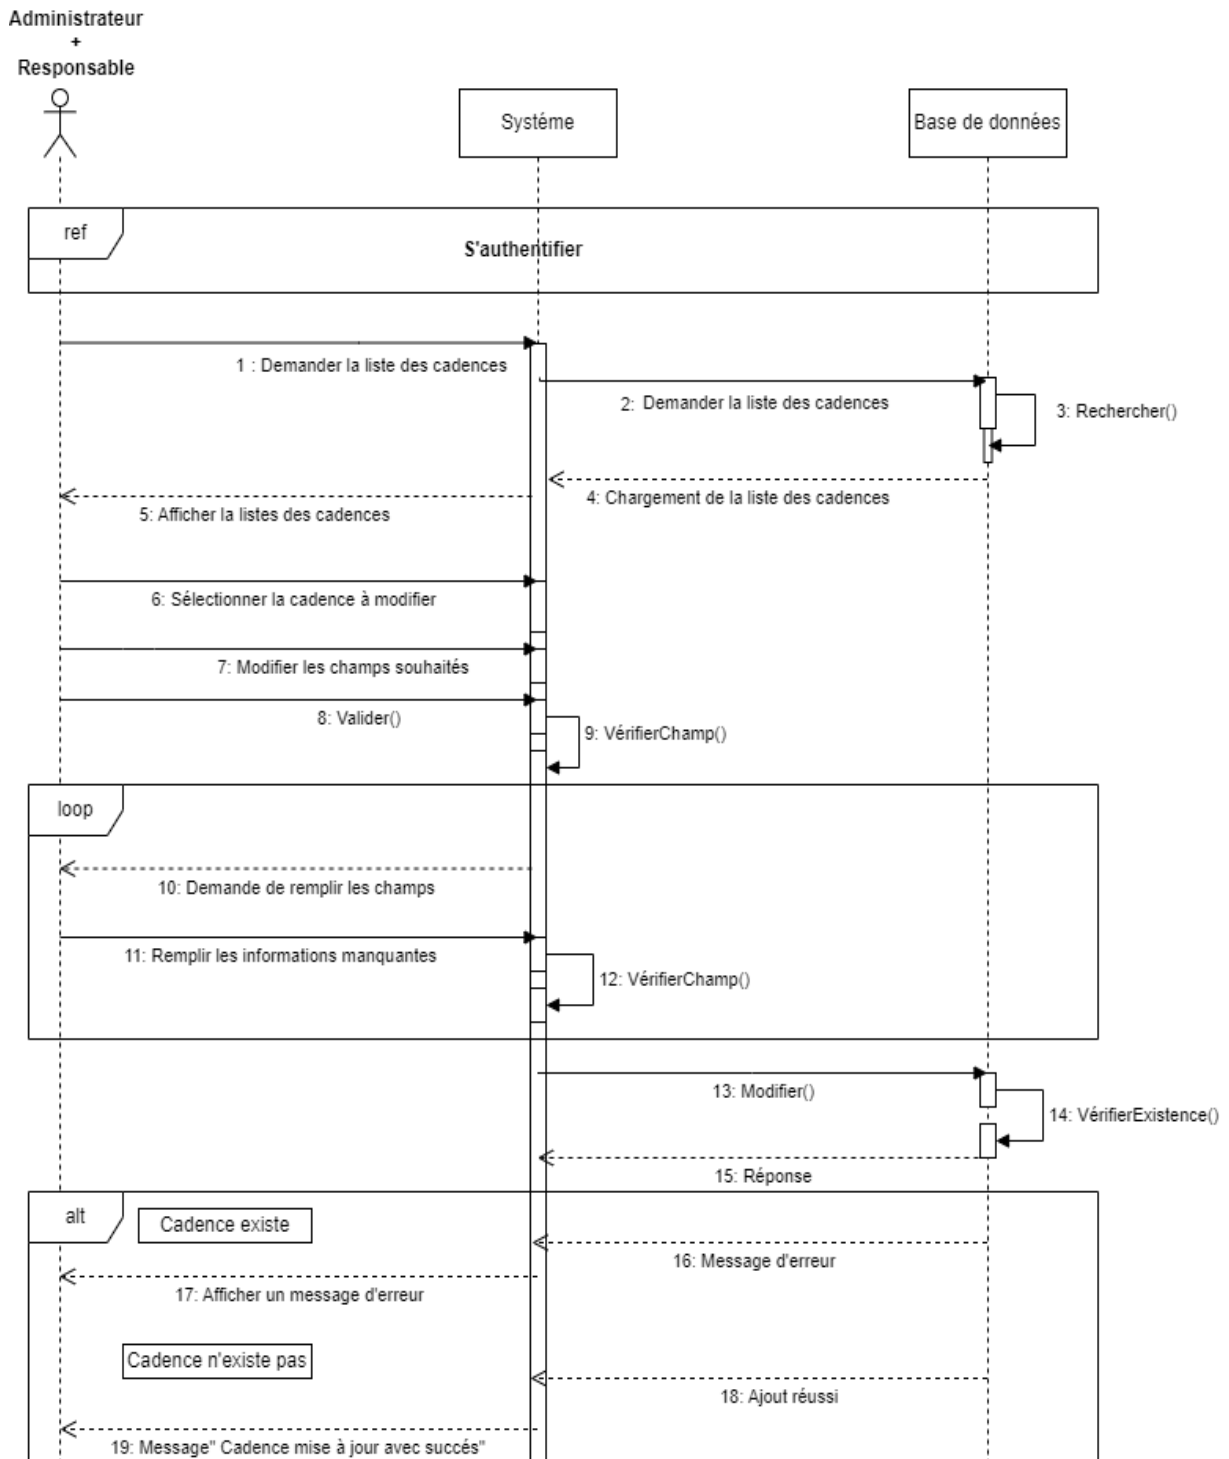 Administrateur
+
Responsable
Systéme
Base de données
ref
S'authentifier
1 : Demander la liste des cadences
2: Demander la liste des cadences
3: Rechercher()
4: Chargement de la liste des cadences
5: Afficher la listes des cadences
6: Sélectionner la cadence à modifier
7: Modifier les champs souhaités
8: Valider()
9: VérifierChamp()
loop
10: Demande de remplir les champs
11: Remplir les informations manquantes
12: VérifierChamp()
13: Modifier()
14: VérifierExistence()
15: Réponse
alt
Cadence existe
16: Message d'erreur
17: Afficher un message d'erreur
Cadence n'existe pas
18: Ajout réussi
19: Message" Cadence mise à jour avec succés"